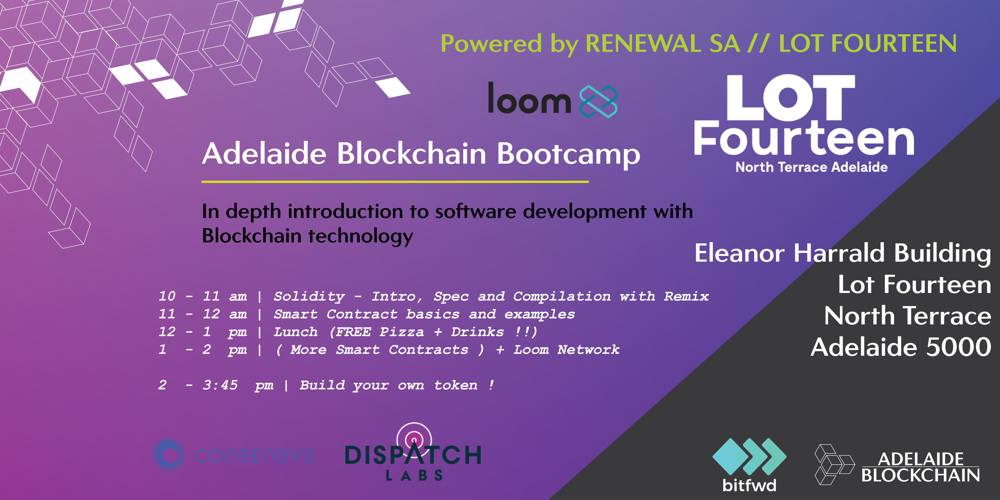 Powered by RENEWAL SA // LOT FOURTEEN
loom
LOT
Fourteen
North Terrace Adelaide
Adelaide Blockchain Bootcamp
In depth introduction to software development with
Blockchain technology
Eleanor Harrald Building
Lot Fourteen
North Terrace
Adelaide 5000
10 - 11 am | Solidity - Intro, Spec and Compilation with Remix
11 - 12 am | Smart Contract basics and examples
12 - 1 pm | Lunch (FREE Pizza + Drinks !!)
1 - 2 pm | ( More Smart Contracts ) + Loom Network
2 - 3:45 pm | Build your own token !
CONSENSYS
DISPATCH
LABS
bitfwd
ADELAIDE
BLOCKCHAIN